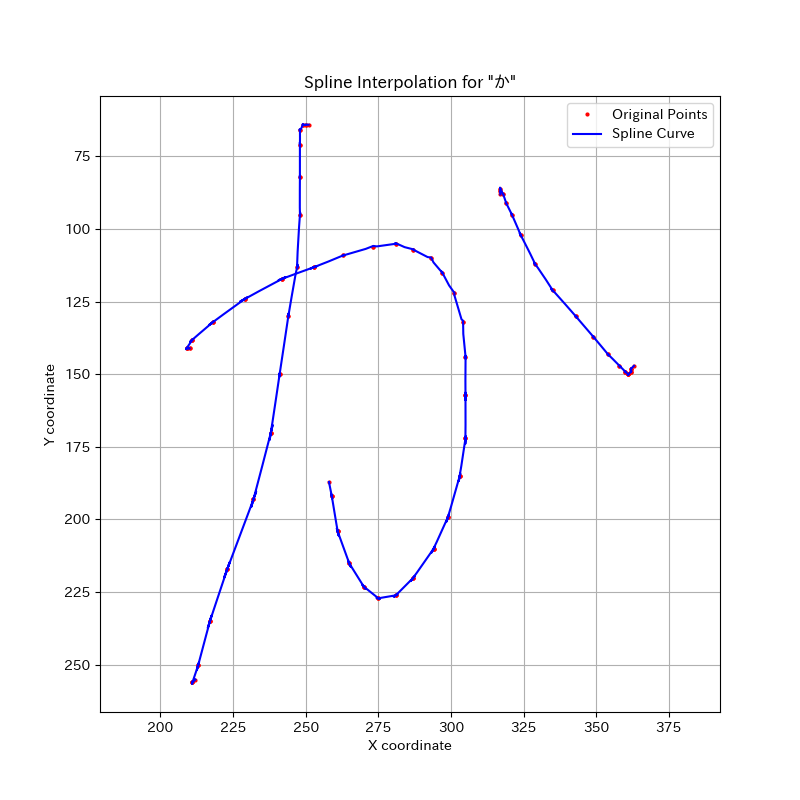 Spline Interpolation for "か"
Original Points
Spline Curve
か
Y coordinate
75
100
125
150
175
200
225
250
200
225
250
275
300
325
350
375
X coordinate